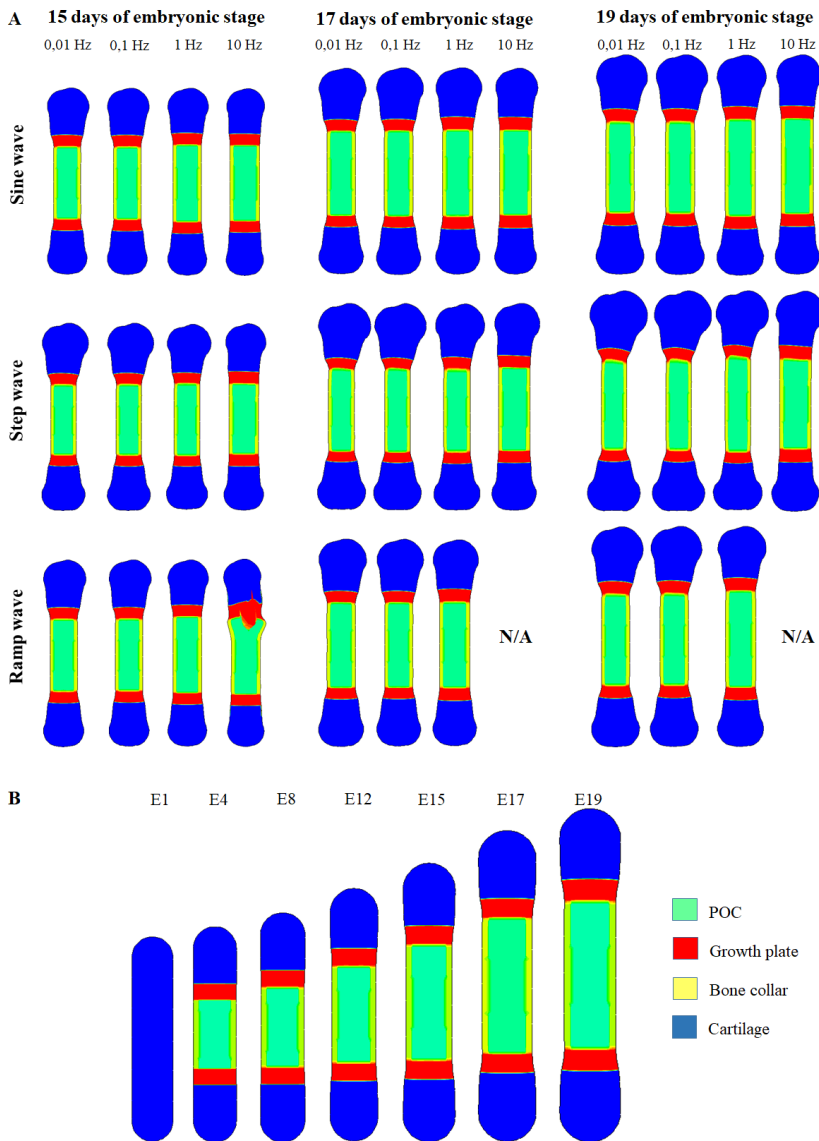 A
15 days of embryonic stage
17 days of embryonic stage
19 days of embryonic stage
0,01 Hz 0,1 Hz 1 Hz 10 Hz
0,01 Hz 0,1 Hz 1 Hz 10 Hz
0,01 Hz 0,1 Hz 1 Hz 10 Hz
Sine wave
Step wave
Ramp wave
N/A
N/A
B
E1 E4 E8 E12 E15 E17 E19
POC
Growth plate
Bone collar
Cartilage